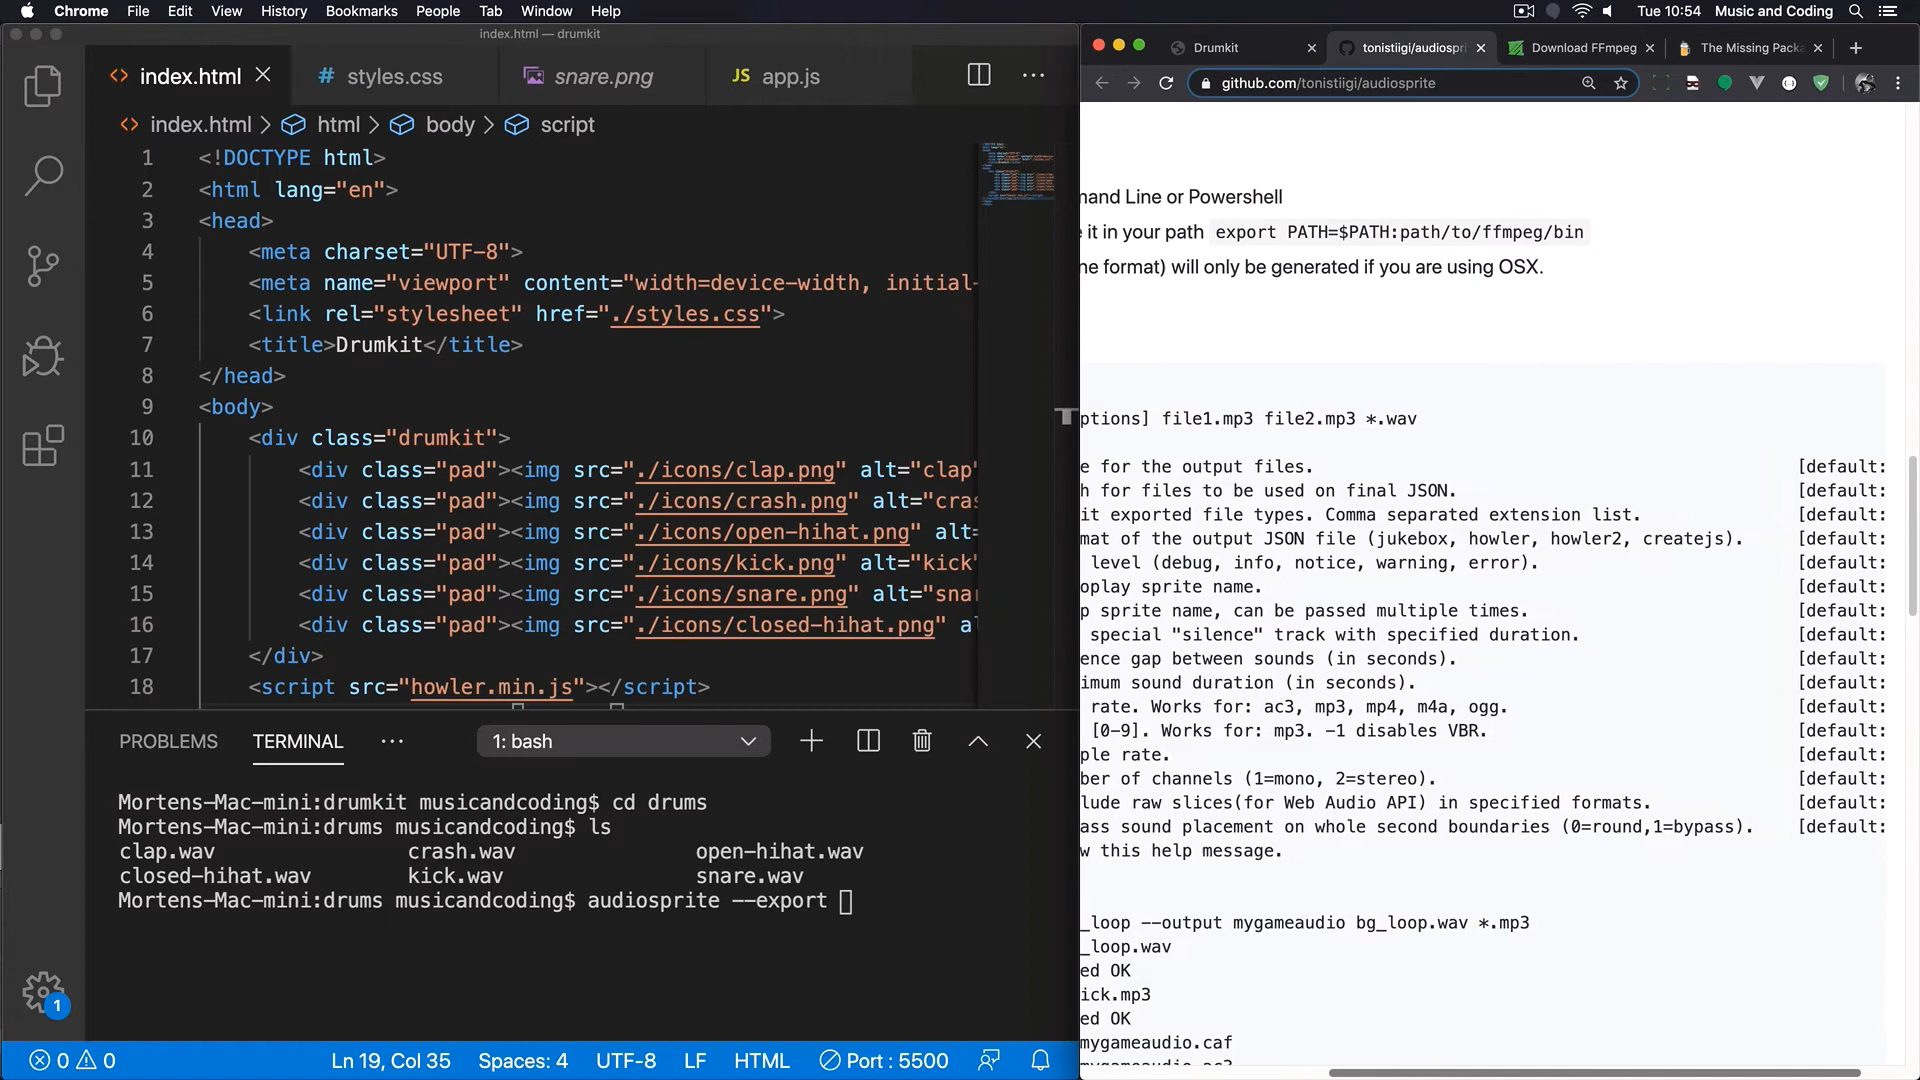 Chrome File Edit View History Bookmarks People Tab Window Help
Tue 10:54 Music and Coding
index.html — drumkit
index.html
styles.css
snare.png
JS app.js
index.html > html > body > script
1 <!DOCTYPE html>
2 <html lang="en">
3 <head>
4 <meta charset="UTF-8">
5 <meta name="viewport" content="width=device-width, initial-
6 <link rel="stylesheet" href="./styles.css">
7 <title>Drumkit</title>
8 </head>
9 <body>
10 <div class="drumkit">
11 <div class="pad"><img src="./icons/clap.png" alt="clap"
12 <div class="pad"><img src="./icons/crash.png" alt="cras
13 <div class="pad"><img src="./icons/open-hihat.png" alt=
14 <div class="pad"><img src="./icons/kick.png" alt="kick"
15 <div class="pad"><img src="./icons/snare.png" alt="snar
16 <div class="pad"><img src="./icons/closed-hihat.png" al
17 </div>
18 <script src="howler.min.js"></script>
PROBLEMS TERMINAL ... 1: bash
Mortens-Mac-mini:drumkit musicandcoding$ cd drums
Mortens-Mac-mini:drums musicandcoding$ ls
clap.wav crash.wav open-hihat.wav
closed-hihat.wav kick.wav snare.wav
Mortens-Mac-mini:drums musicandcoding$ audiosprite --export
1
0 0 Ln 19, Col 35 Spaces: 4 UTF-8 LF HTML Port : 5500
Drumkit
tonistiigi/audiospri
Download FFmpeg
The Missing Packa
github.com/tonistiigi/audiosprite
mand Line or Powershell
e it in your path export PATH=$PATH:path/to/ffmpeg/bin
ne format) will only be generated if you are using OSX.
ptions] file1.mp3 file2.mp3 *.wav
e for the output files. [default:
h for files to be used on final JSON. [default:
it exported file types. Comma separated extension list. [default:
mat of the output JSON file (jukebox, howler, howler2, createjs). [default:
level (debug, info, notice, warning, error). [default:
oplay sprite name. [default:
p sprite name, can be passed multiple times. [default:
special "silence" track with specified duration. [default:
ence gap between sounds (in seconds). [default:
imum sound duration (in seconds). [default:
rate. Works for: ac3, mp3, mp4, m4a, ogg. [default:
[0-9]. Works for: mp3. -1 disables VBR. [default:
ple rate. [default:
ber of channels (1=mono, 2=stereo). [default:
lude raw slices(for Web Audio API) in specified formats. [default:
ass sound placement on whole second boundaries (0=round,1=bypass). [default:
w this help message.
_loop --output mygameaudio bg_loop.wav *.mp3
_loop.wav
ed OK
ick.mp3
ed OK
mygameaudio.caf
mygameaudio.ac3